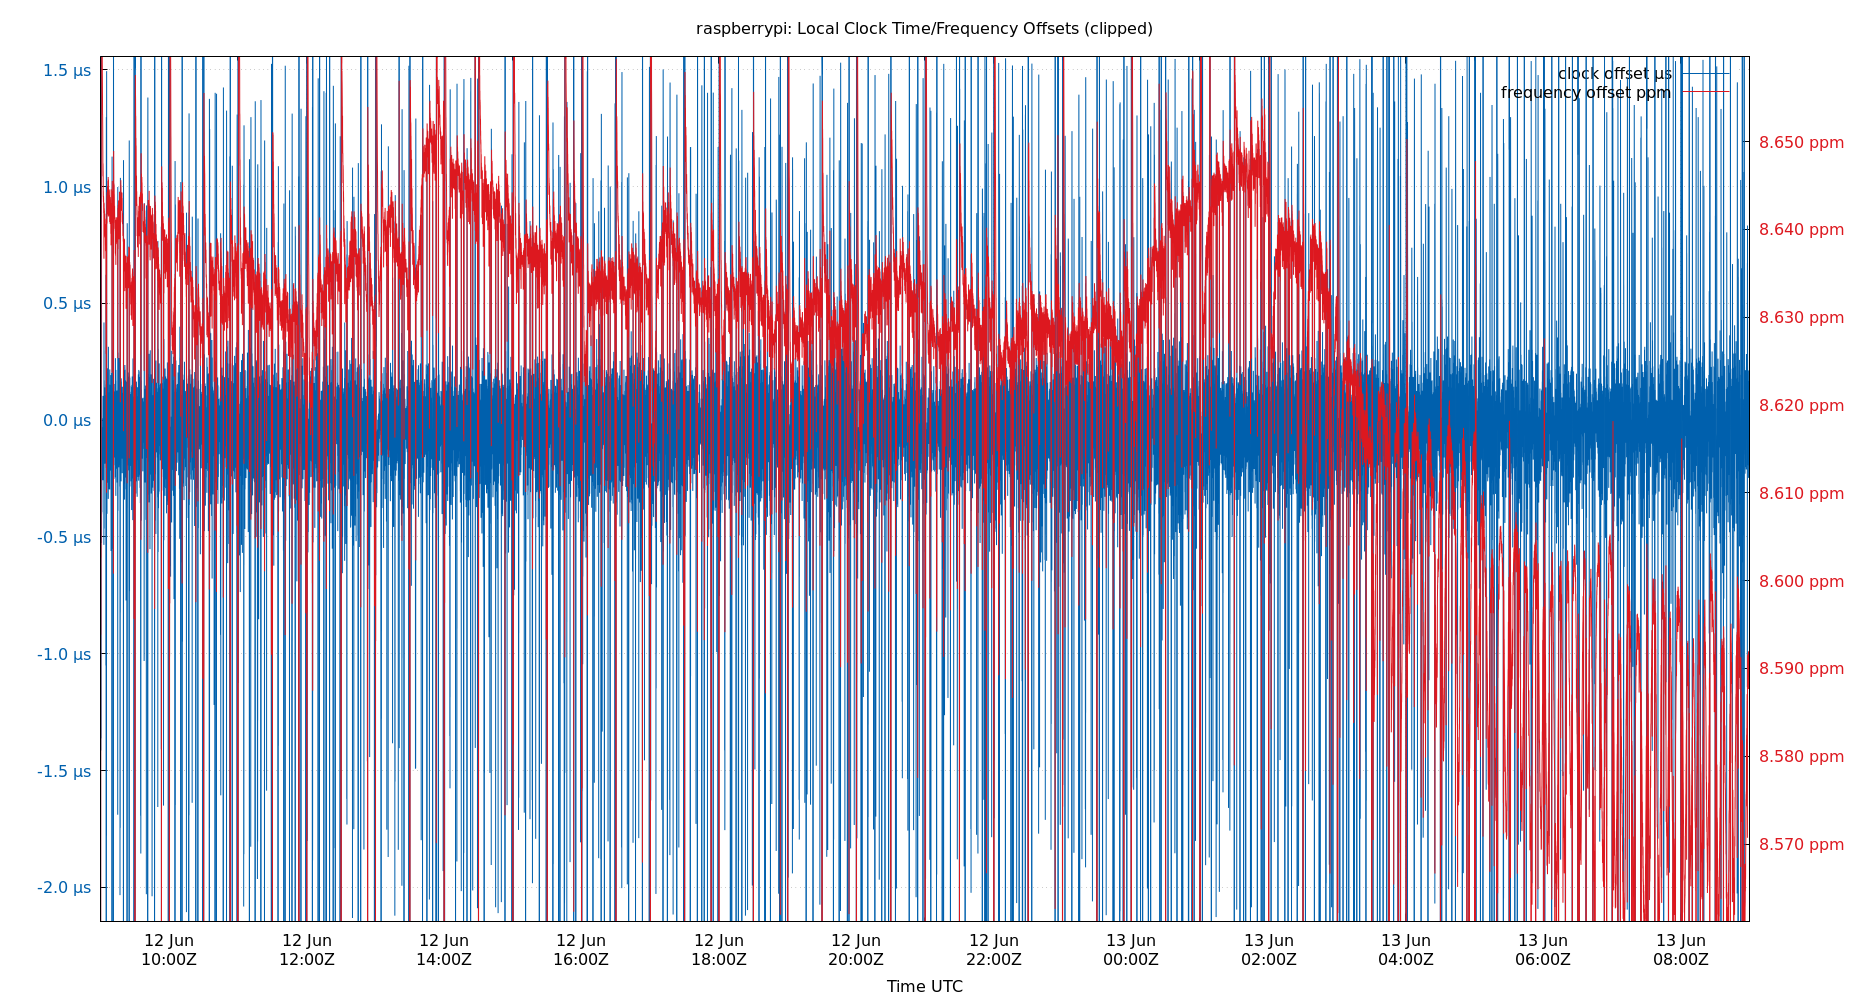 raspberrypi: Local Clock Time/Frequency Offsets (clipped)
clock offset µs
frequency offset ppm
1.5 µs
1.0 µs
0.5 µs
0.0 µs
-0.5 µs
-1.0 µs
-1.5 µs
-2.0 µs
8.650 ppm
8.640 ppm
8.630 ppm
8.620 ppm
8.610 ppm
8.600 ppm
8.590 ppm
8.580 ppm
8.570 ppm
12 Jun
10:00Z
12 Jun
12:00Z
12 Jun
14:00Z
12 Jun
16:00Z
12 Jun
18:00Z
12 Jun
20:00Z
12 Jun
22:00Z
13 Jun
00:00Z
13 Jun
02:00Z
13 Jun
04:00Z
13 Jun
06:00Z
13 Jun
08:00Z
Time UTC